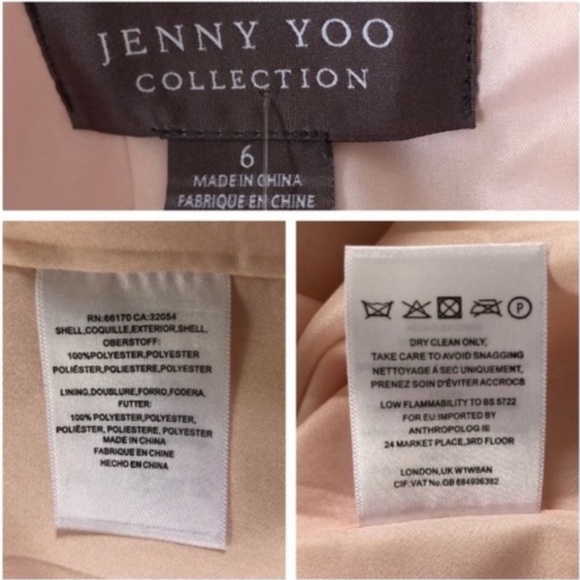 JENNY YOO
COLLECTION
6
MADE IN CHINA
FABRIQUE EN CHINE
RN:66170 CA:32054
SHELL,COQUILLE,EXTERIOR,SHELL,
OBERSTOFF:
100%POLYESTER,POLYESTER
POLIÉSTER,POLIESTERE,POLYESTER
LINING,DOUBLURE,FORRO,FODERA,
FUTTER:
100% POLYESTER,POLYESTER,
POLIÉSTER, POLIESTERE, POLYESTER
MADE IN CHINA
FABRIQUE EN CHINE
HECHO EN CHINA
P
DRY CLEAN ONLY,
TAKE CARE TO AVOID SNAGGING
NETTOYAGE Á SEC UNIQUEMENT,
PRENEZ SOIN D'ÉVITER ACCROCS
LOW FLAMMABILITY TO BS 5722
FOR EU:IMPORTED BY
ANTHROPOLOGIE
24 MARKET PLACE,3RD FLOOR
LONDON,UK W1W8AN
CIF:VAT No.GB 684936382